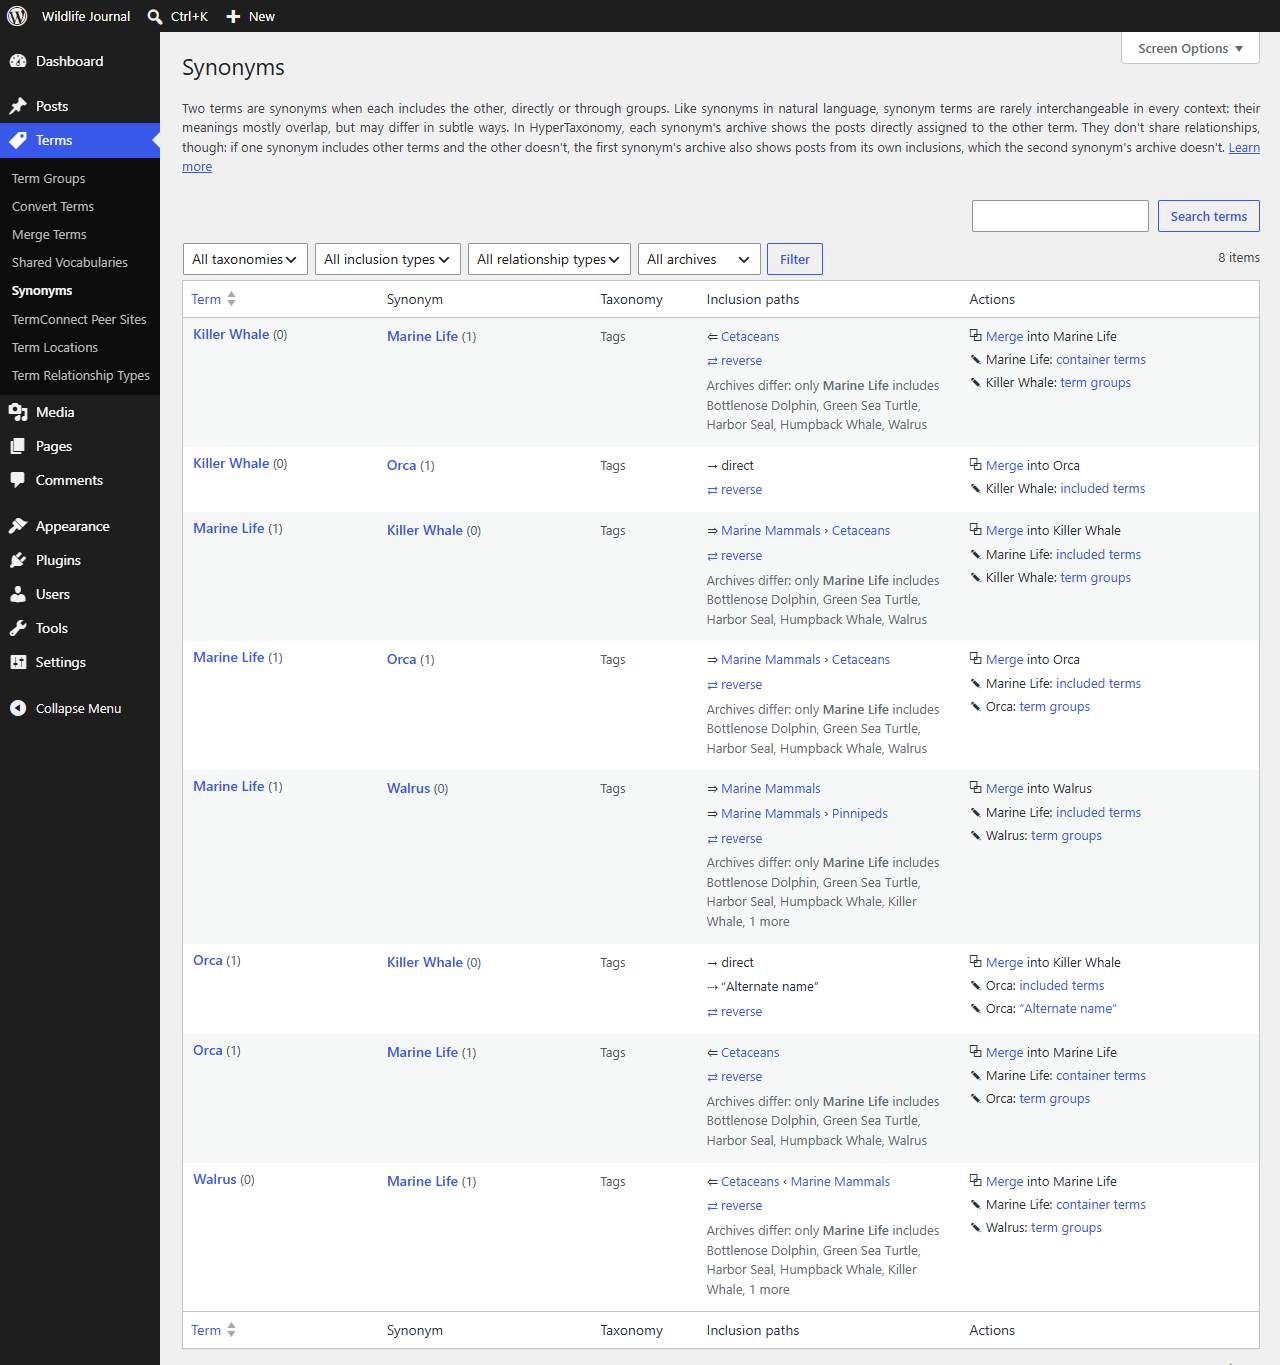 Wildlife Journal
Ctrl+K
New
Dashboard
Posts
Terms
Term Groups
Convert Terms
Merge Terms
Shared Vocabularies
Synonyms
TermConnect Peer Sites
Term Locations
Term Relationship Types
Media
Pages
Comments
Appearance
Plugins
Users
Tools
Settings
Collapse Menu
Screen Options ▼
Synonyms
Two terms are synonyms when each includes the other, directly or through groups. Like synonyms in natural language, synonym terms are rarely interchangeable in every context: their
meanings mostly overlap, but may differ in subtle ways. In HyperTaxonomy, each synonym's archive shows the posts directly assigned to the other term. They don't share relationships,
though: if one synonym includes other terms and the other doesn't, the first synonym's archive also shows posts from its own inclusions, which the second synonym's archive doesn't. Learn
more
Search terms
All taxonomies
All inclusion types
All relationship types
All archives
Filter
8 items
Term Synonym Taxonomy Inclusion paths Actions
Killer Whale (0)
Marine Life (1)
Tags
⇐ Cetaceans
⇄ reverse
Archives differ: only Marine Life includes
Bottlenose Dolphin, Green Sea Turtle,
Harbor Seal, Humpback Whale, Walrus
Merge into Marine Life
Marine Life: container terms
Killer Whale: term groups
Killer Whale (0)
Orca (1)
Tags
→ direct
⇄ reverse
Merge into Orca
Killer Whale: included terms
Marine Life (1)
Killer Whale (0)
Tags
⇒ Marine Mammals › Cetaceans
⇄ reverse
Archives differ: only Marine Life includes
Bottlenose Dolphin, Green Sea Turtle,
Harbor Seal, Humpback Whale, Walrus
Merge into Killer Whale
Marine Life: included terms
Killer Whale: term groups
Marine Life (1)
Orca (1)
Tags
⇒ Marine Mammals › Cetaceans
⇄ reverse
Archives differ: only Marine Life includes
Bottlenose Dolphin, Green Sea Turtle,
Harbor Seal, Humpback Whale, Walrus
Merge into Orca
Marine Life: included terms
Orca: term groups
Marine Life (1)
Walrus (0)
Tags
⇒ Marine Mammals
⇒ Marine Mammals › Pinnipeds
⇄ reverse
Archives differ: only Marine Life includes
Bottlenose Dolphin, Green Sea Turtle,
Harbor Seal, Humpback Whale, Killer
Whale, 1 more
Merge into Walrus
Marine Life: included terms
Walrus: term groups
Orca (1)
Killer Whale (0)
Tags
→ direct
⇢ “Alternate name”
⇄ reverse
Merge into Killer Whale
Orca: included terms
Orca: “Alternate name”
Orca (1)
Marine Life (1)
Tags
⇐ Cetaceans
⇄ reverse
Archives differ: only Marine Life includes
Bottlenose Dolphin, Green Sea Turtle,
Harbor Seal, Humpback Whale, Walrus
Merge into Marine Life
Marine Life: container terms
Orca: term groups
Walrus (0)
Marine Life (1)
Tags
⇐ Cetaceans ‹ Marine Mammals
⇄ reverse
Archives differ: only Marine Life includes
Bottlenose Dolphin, Green Sea Turtle,
Harbor Seal, Humpback Whale, Killer
Whale, 1 more
Merge into Marine Life
Marine Life: container terms
Walrus: term groups
Term Synonym Taxonomy Inclusion paths Actions